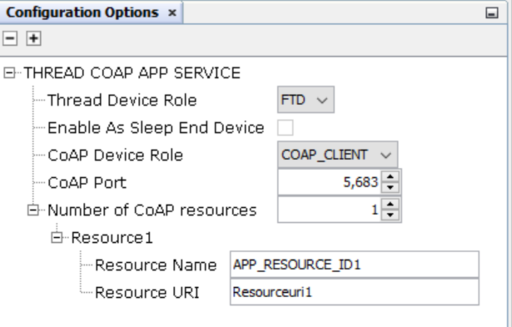 Configuration Options ×
THREAD COAP APP SERVICE
Thread Device Role FTD
Enable As Sleep End Device
CoAP Device Role COAP_CLIENT
CoAP Port 5,683
Number of CoAP resources 1
Resource1
Resource Name APP_RESOURCE_ID1
Resource URI Resourceuri1